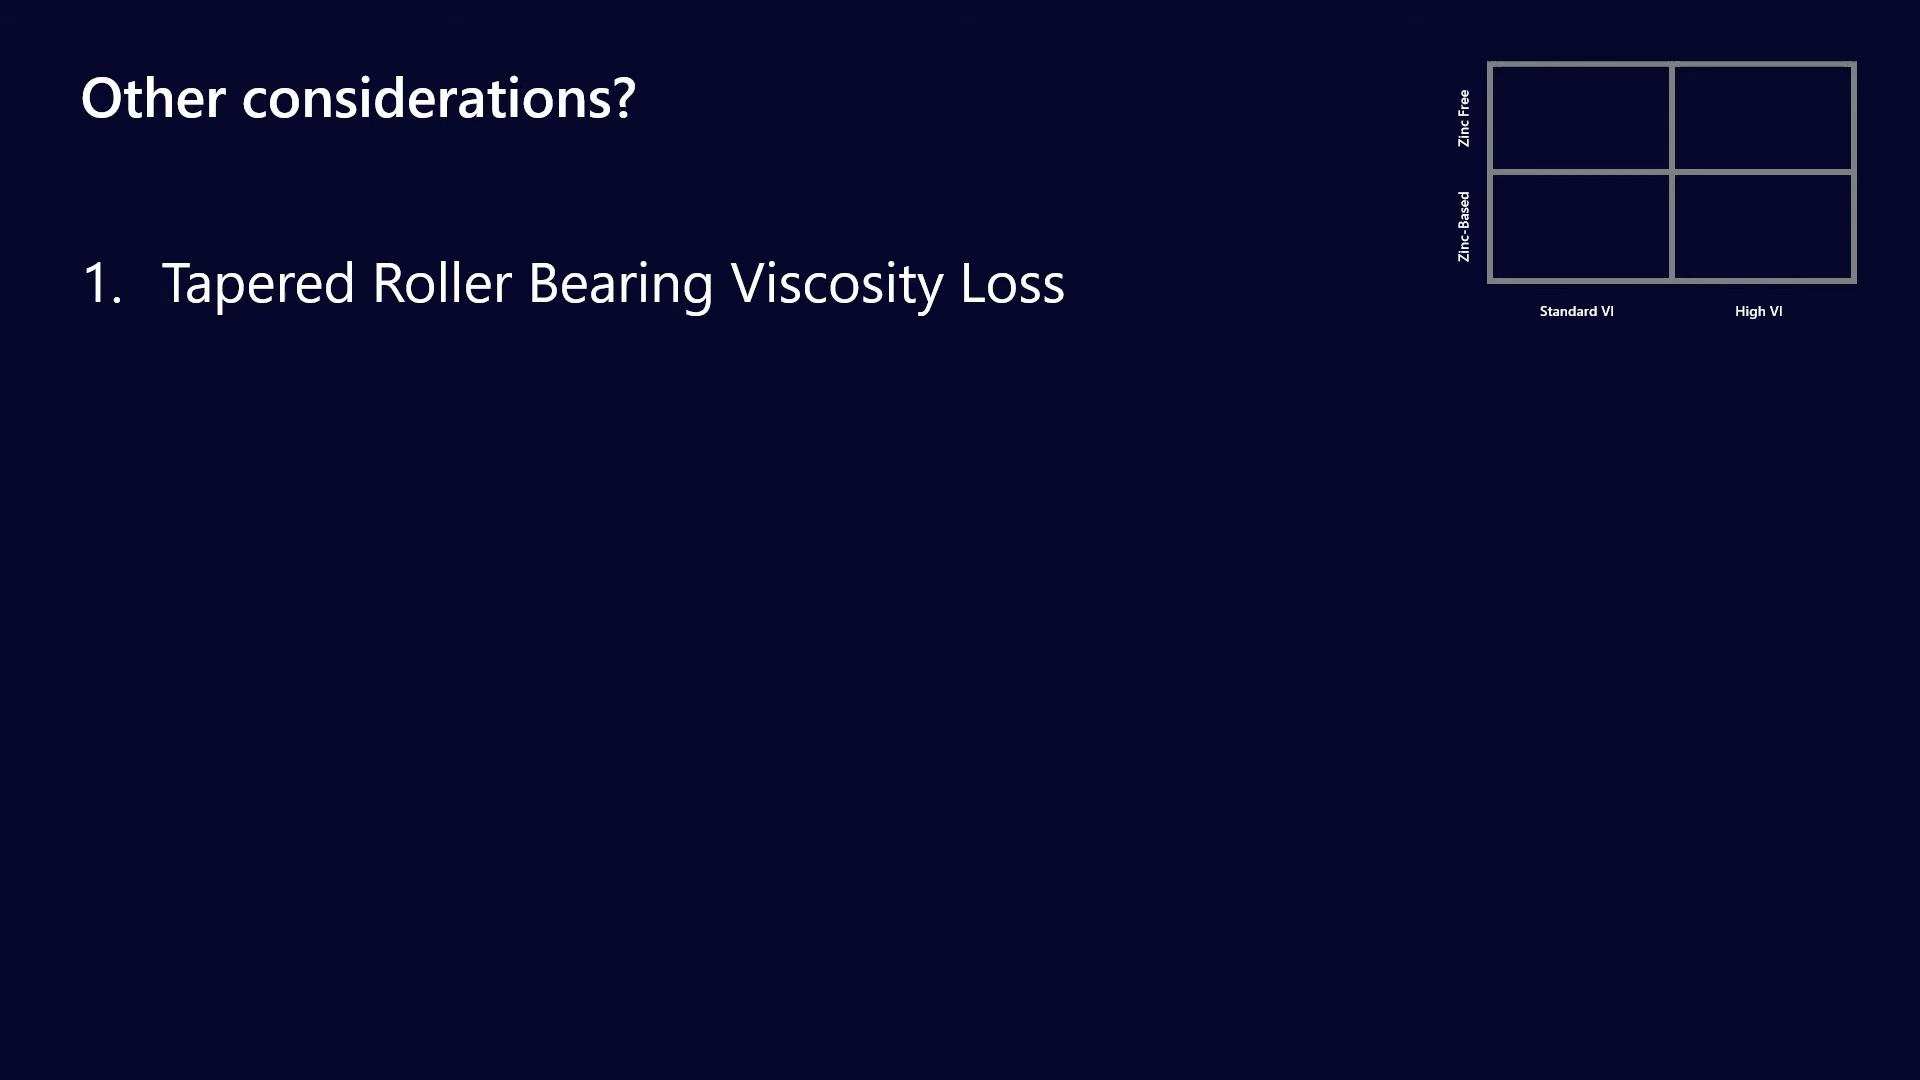 Other considerations?
1. Tapered Roller Bearing Viscosity Loss
Zinc Free
Zinc-Based
Standard VI
High VI